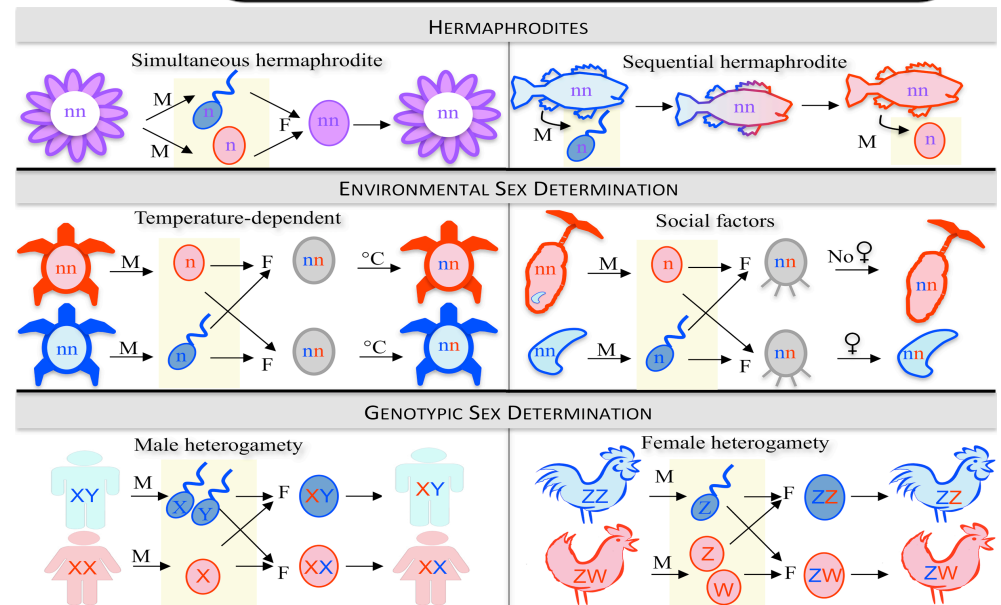 HERMAPHRODITES
Simultaneous hermaphrodite
nn
M
M
n
n
F
nn
nn
Sequential hermaphrodite
nn
M
n
nn
nn
M
n
ENVIRONMENTAL SEX DETERMINATION
Temperature-dependent
nn
M
n
F
nn
°C
nn
nn
M
n
F
nn
°C
nn
Social factors
nn
M
n
F
nn
No ♀
nn
nn
M
n
F
nn
♀
nn
GENOTYPIC SEX DETERMINATION
Male heterogamety
XY
M
X
Y
F
XY
XY
XX
M
X
F
XX
XX
Female heterogamety
ZZ
M
Z
F
ZZ
ZZ
ZW
M
Z
W
F
ZW
ZW